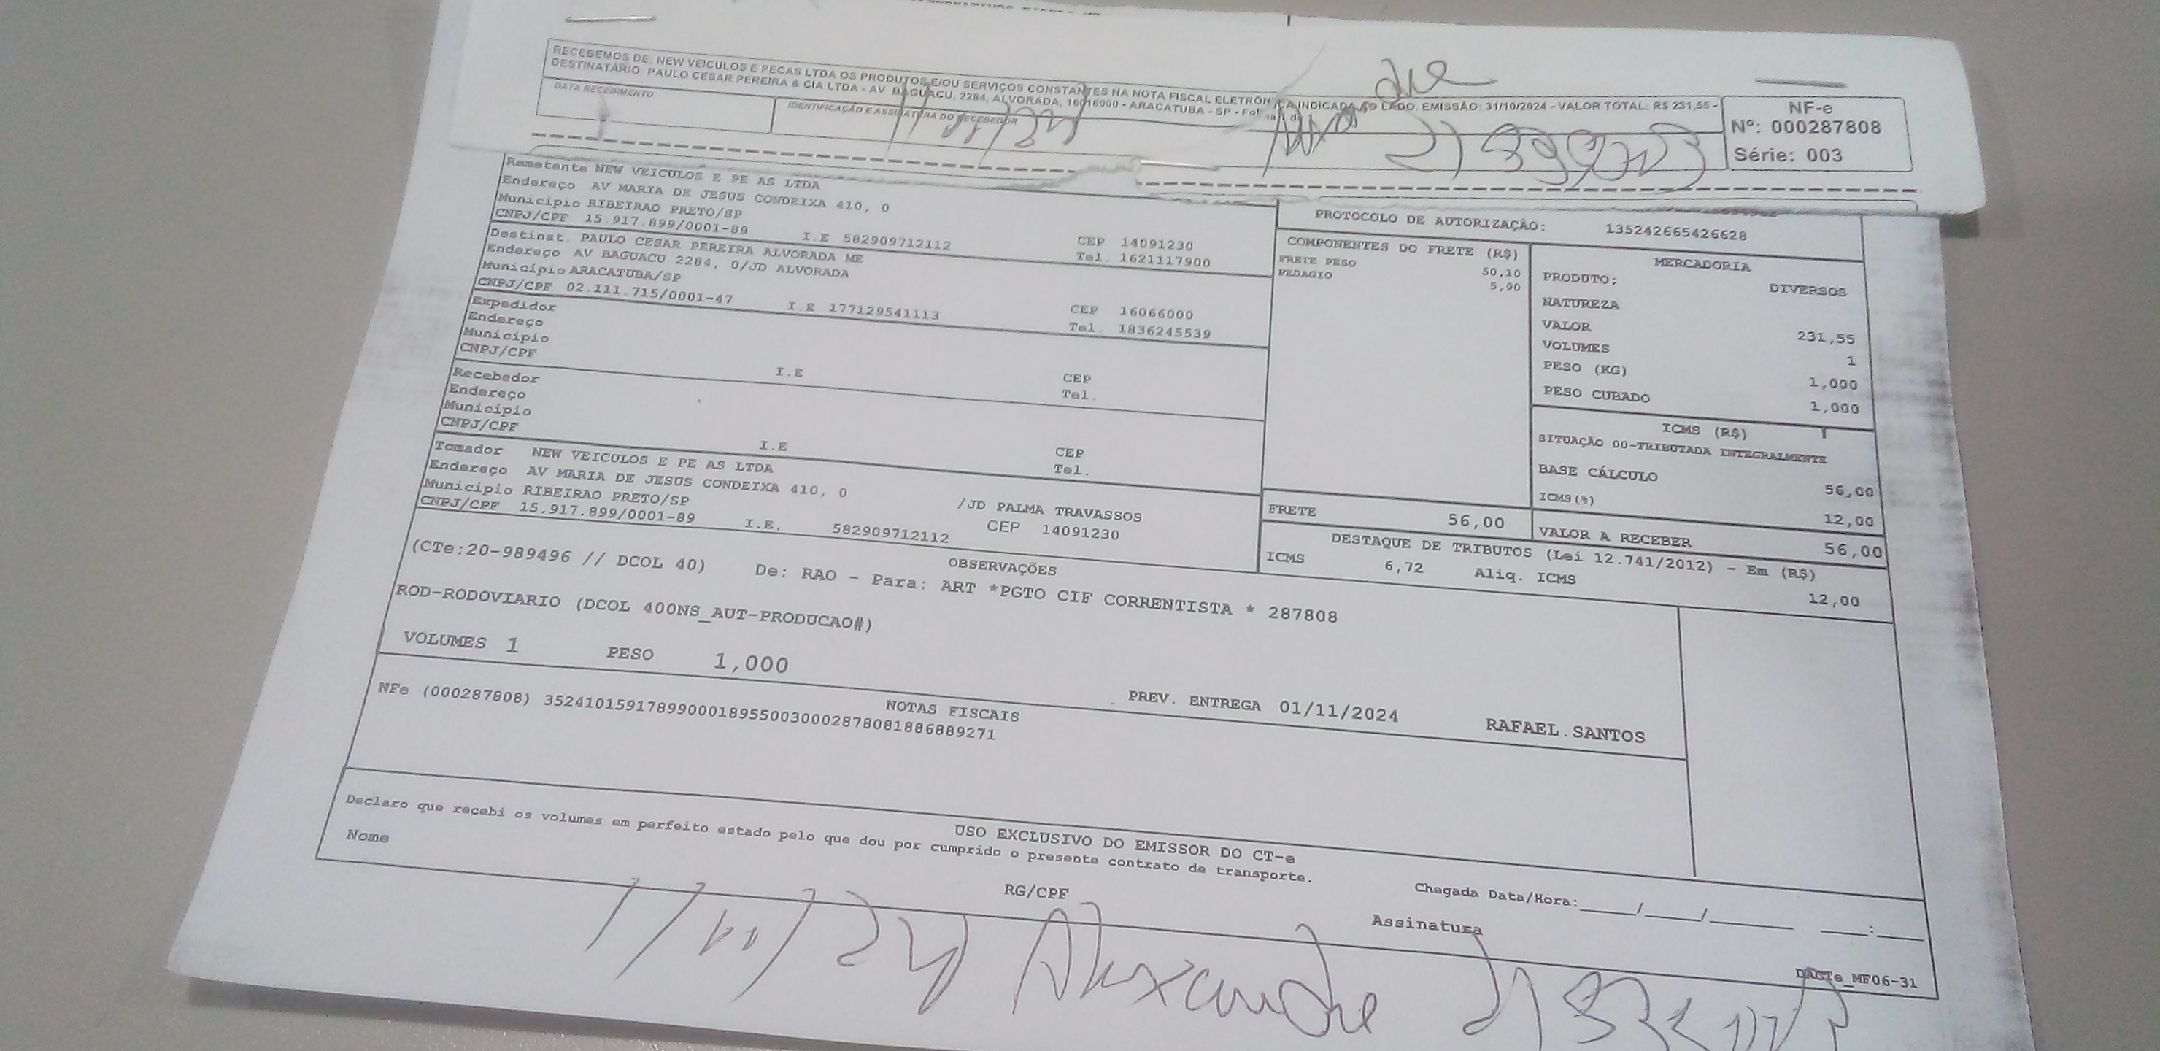 RECEBEMOS DE: NEW VEICULOS E PECAS LTDA OS PRODUTOS E/OU SERVIÇOS CONSTANTES NA NOTA FISCAL ELETRÔNICA INDICADA AO LADO. EMISSÃO: 31/10/2024 - VALOR TOTAL: R$ 231,55 -
DESTINATÁRIO: PAULO CESAR PEREIRA & CIA LTDA - AV BAGUACU, 2284, ALVORADA, 16016000 - ARACATUBA - SP -
DATA RECEBIMENTO
IDENTIFICAÇÃO E ASSINATURA DO RECEBEDOR
NF-e
Nº: 000287808
Série: 003
Remetente NEW VEICULOS E PE AS LTDA
Endereço AV MARIA DE JESUS CONDEIXA 410, 0
Município RIBEIRAO PRETO/SP
CNPJ/CPF 15.917.899/0001-89 I.E 582909712112
CEP 14091230
Tel. 1621117900
Destinat. PAULO CESAR PEREIRA ALVORADA ME
Endereço AV BAGUACU 2284, 0/JD ALVORADA
Município ARACATUBA/SP
CNPJ/CPF 02.111.715/0001-47 I.E 177129541113
CEP 16066000
Tel. 1836245539
Expedidor
Endereço
Município
CNPJ/CPF I.E
CEP
Tel.
Recebedor
Endereço
Município
CNPJ/CPF I.E
CEP
Tel.
Tomador NEW VEICULOS E PE AS LTDA
Endereço AV MARIA DE JESUS CONDEIXA 410, 0 /JD PALMA TRAVASSOS
Município RIBEIRAO PRETO/SP CEP 14091230
CNPJ/CPF 15.917.899/0001-89 I.E. 582909712112
PROTOCOLO DE AUTORIZAÇÃO: 135242665426628
COMPONENTES DO FRETE (R$)
FRETE PESO 50,10
PEDAGIO 5,90
FRETE 56,00
MERCADORIA
PRODUTO: DIVERSOS
NATUREZA
VALOR 231,55
VOLUMES 1
PESO (KG) 1,000
PESO CUBADO 1,000
ICMS (R$)
SITUAÇÃO 00-TRIBUTADA INTEGRALMENTE
BASE CÁLCULO 56,00
ICMS(%) 12,00
VALOR A RECEBER 56,00
DESTAQUE DE TRIBUTOS (Lei 12.741/2012) - Em (R$)
ICMS 6,72 Aliq. ICMS 12,00
OBSERVAÇÕES
(CTe:20-989496 // DCOL 40) De: RAO - Para: ART *PGTO CIF CORRENTISTA * 287808
ROD-RODOVIARIO (DCOL 400NS_AUT-PRODUCAO#)
VOLUMES 1 PESO 1,000
PREV. ENTREGA 01/11/2024 RAFAEL.SANTOS
NOTAS FISCAIS
NFe (000287808) 35241015917899000189550030002878081886889271
USO EXCLUSIVO DO EMISSOR DO CT-e
Declaro que recebi os volumes em perfeito estado pelo que dou por cumprido o presente contrato de transporte.
Nome RG/CPF Assinatura
Chegada Data/Hora:____/____/______ ___:___
DACTe_MF06-31
1/11/24 Alexandre